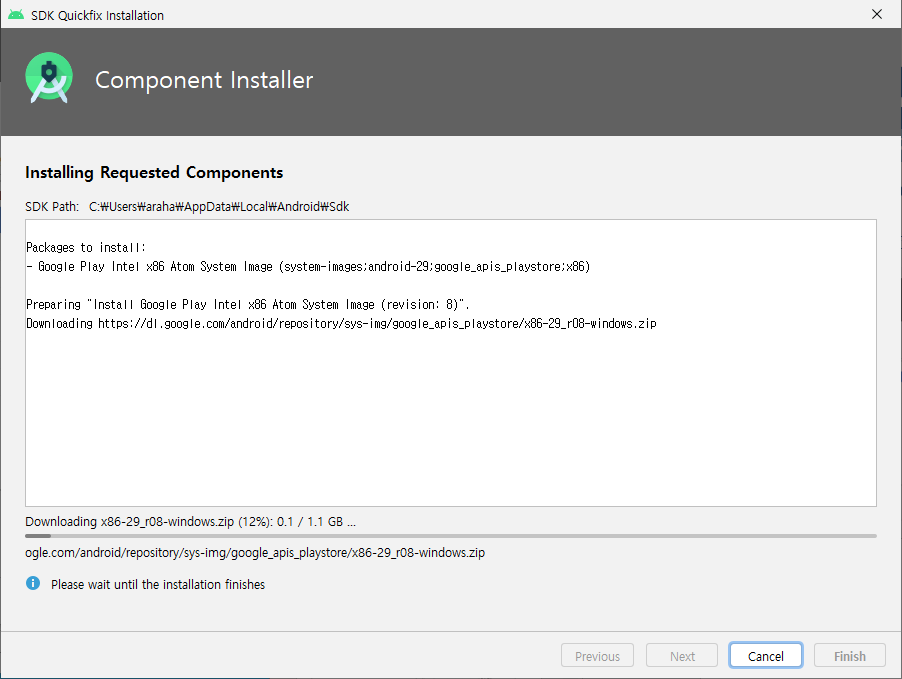 SDK Quickfix Installation
Component Installer
Installing Requested Components
SDK Path: C:₩Users₩araha₩AppData₩Local₩Android₩Sdk
Packages to install:
- Google Play Intel x86 Atom System Image (system-images;android-29;google_apis_playstore;x86)
Preparing "Install Google Play Intel x86 Atom System Image (revision: 8)".
Downloading https://dl.google.com/android/repository/sys-img/google_apis_playstore/x86-29_r08-windows.zip
Downloading x86-29_r08-windows.zip (12%): 0.1 / 1.1 GB ...
ogle.com/android/repository/sys-img/google_apis_playstore/x86-29_r08-windows.zip
Please wait until the installation finishes
Previous Next Cancel Finish